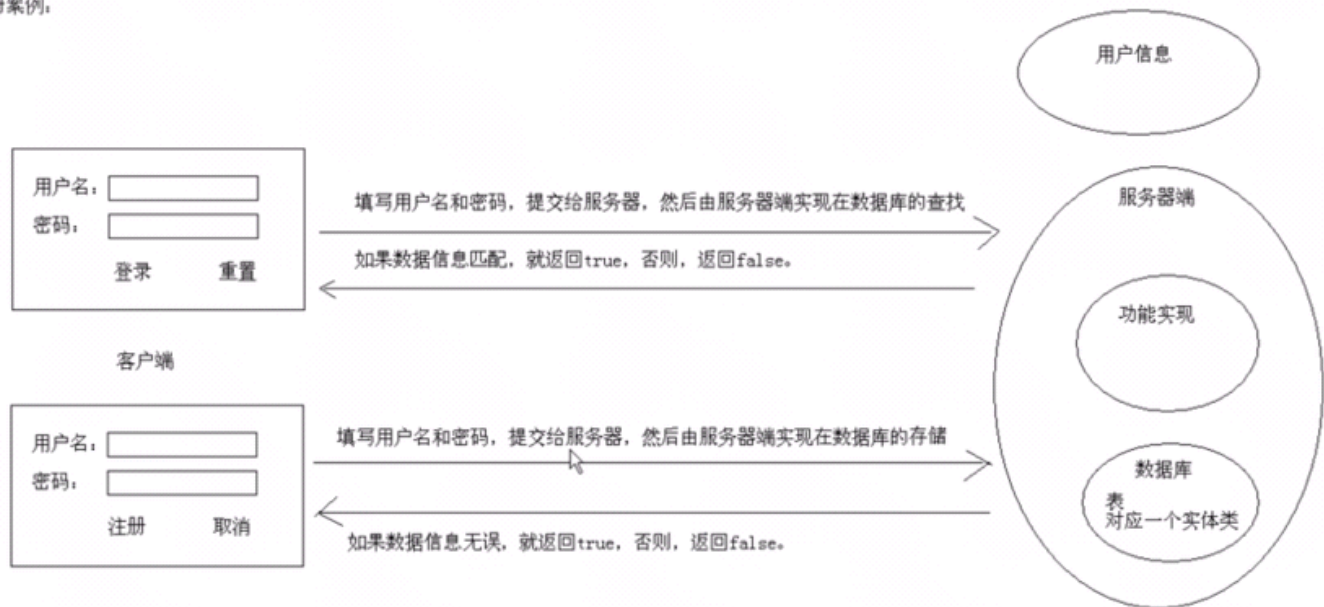 案例:
用户信息
用户名:
密码:
登录 重置
填写用户名和密码, 提交给服务器, 然后由服务器端实现在数据库的查找
如果数据信息匹配, 就返回true, 否则, 返回false。
服务器端
功能实现
客户端
用户名:
密码:
注册 取消
填写用户名和密码, 提交给服务器, 然后由服务器端实现在数据库的存储
如果数据信息无误, 就返回true, 否则, 返回false。
数据库
表
对应一个实体类